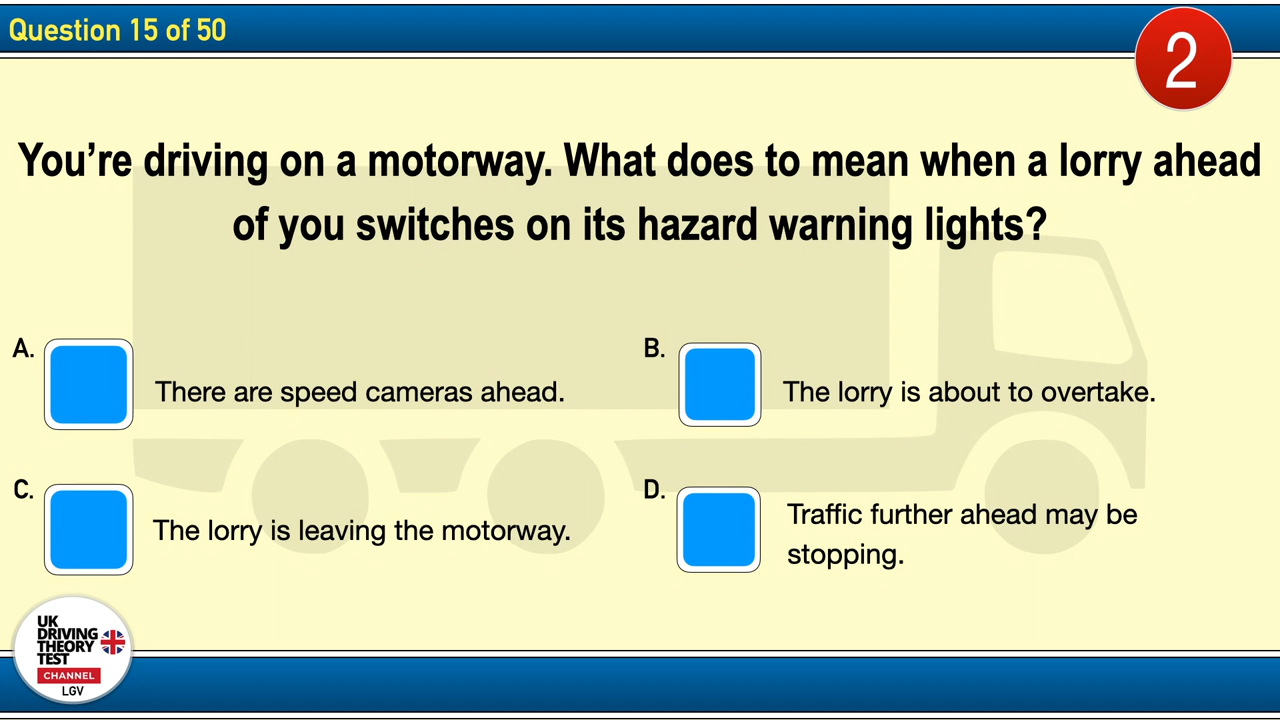 Question 15 of 50
2
You’re driving on a motorway. What does to mean when a lorry ahead
of you switches on its hazard warning lights?
A.
There are speed cameras ahead.
B.
The lorry is about to overtake.
C.
The lorry is leaving the motorway.
D.
Traffic further ahead may be
stopping.
UK
DRIVING
THEORY
TEST
CHANNEL
LGV